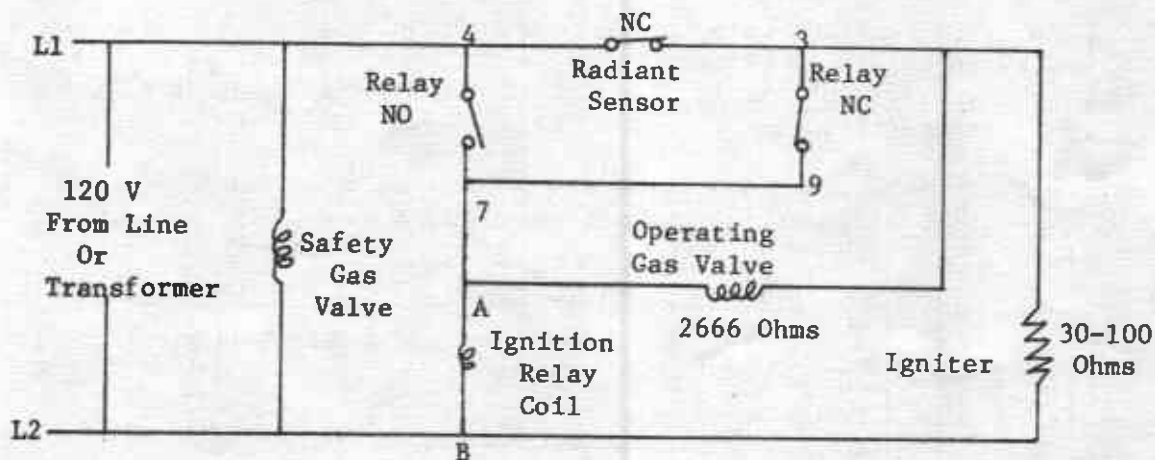 NC
L1
4
3
Relay
NO
Radiant
Sensor
Relay
NC
120 V
From Line
Or
Transformer
Safety
Gas
Valve
7
9
Operating
Gas Valve
A
2666 Ohms
Ignition
Relay
Coil
Igniter
30-100
Ohms
L2
B